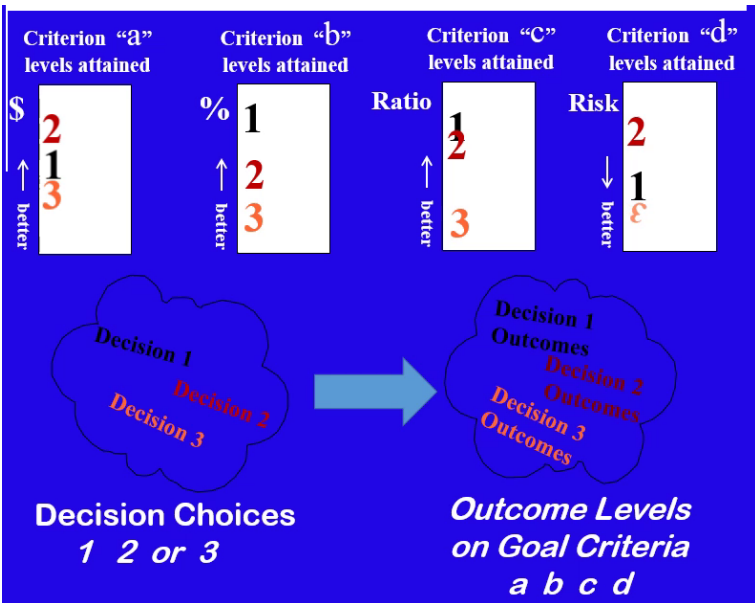 Criterion “a”
levels attained
Criterion “b”
levels attained
Criterion “c”
levels attained
Criterion “d”
levels attained
$
2
1
3
better
%
1
2
3
better
Ratio
1
2
3
better
Risk
2
1
3
better
Decision 1
Decision 2
Decision 3
Decision 1
Outcomes
Decision 2
Outcomes
Decision 3
Outcomes
Decision Choices
1 2 or 3
Outcome Levels
on Goal Criteria
a b c d